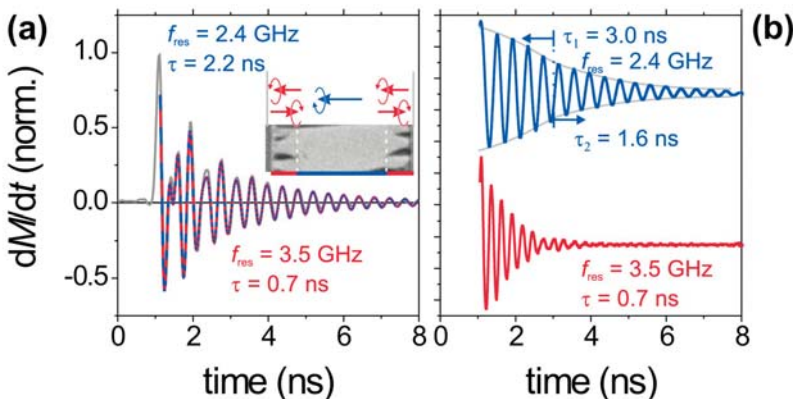 (a)
f_res = 2.4 GHz
τ = 2.2 ns
1.0
0.5
0.0
-0.5
dM/dt (norm.)
f_res = 3.5 GHz
τ = 0.7 ns
0 2 4 6 8
time (ns)
(b)
τ_1 = 3.0 ns
f_res = 2.4 GHz
τ_2 = 1.6 ns
f_res = 3.5 GHz
τ = 0.7 ns
0 2 4 6 8
time (ns)